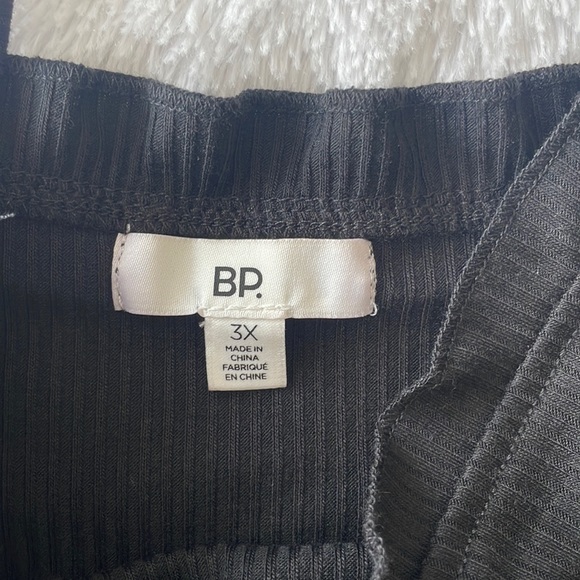 BP.
3X
MADE IN
CHINA
FABRIQUÉ
EN CHINE